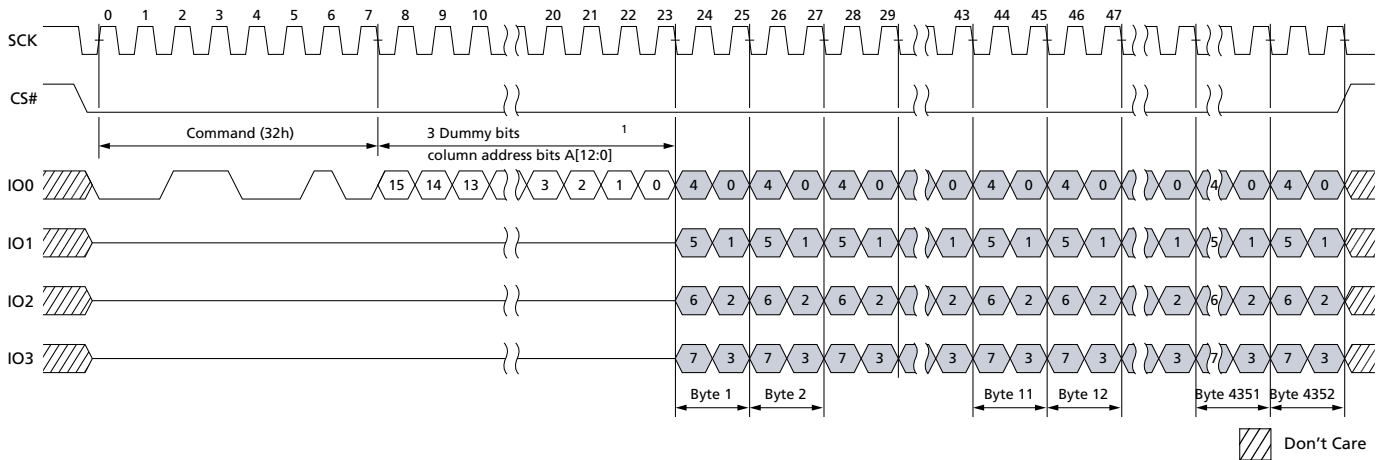 0 1 2 3 4 5 6 7 8 9 10 20 21 22 23 24 25 26 27 28 29 43 44 45 46 47
SCK
CS#
Command (32h) 3 Dummy bits 1
column address bits A[12:0]
IO0 15 14 13 3 2 1 0 4 0 4 0 4 0 0 4 0 4 0 0 4 0 4 0
IO1 5 1 5 1 5 1 1 5 1 5 1 1 5 1 5 1
IO2 6 2 6 2 6 2 2 6 2 6 2 2 6 2 6 2
IO3 7 3 7 3 7 3 3 7 3 7 3 3 7 3 7 3
Byte 1 Byte 2 Byte 11 Byte 12 Byte 4351 Byte 4352
Don't Care